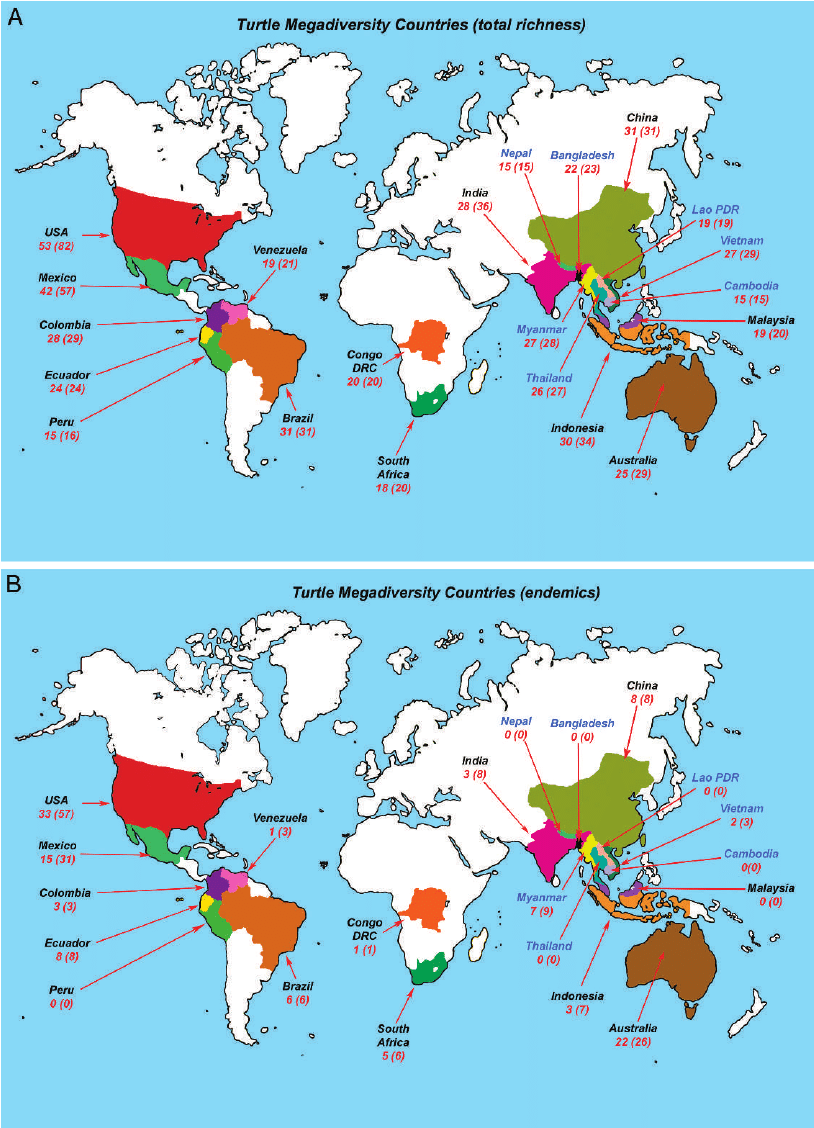 A
Turtle Megadiversity Countries (total richness)
China
31 (31)
Nepal
15 (15)
Bangladesh
22 (23)
India
28 (36)
Lao PDR
19 (19)
USA
53 (82)
Venezuela
19 (21)
Vietnam
27 (29)
Mexico
42 (57)
Cambodia
15 (15)
Colombia
28 (29)
Myanmar
27 (28)
Malaysia
19 (20)
Congo
DRC
20 (20)
Ecuador
24 (24)
Thailand
26 (27)
Peru
15 (16)
Brazil
31 (31)
Indonesia
30 (34)
South
Africa
18 (20)
Australia
25 (29)
B
Turtle Megadiversity Countries (endemics)
China
8 (8)
Nepal
0 (0)
Bangladesh
0 (0)
India
3 (8)
Lao PDR
0 (0)
USA
33 (57)
Venezuela
1 (3)
Vietnam
2 (3)
Mexico
15 (31)
Cambodia
0(0)
Colombia
3 (3)
Myanmar
7 (9)
Malaysia
0 (0)
Congo
DRC
1 (1)
Ecuador
8 (8)
Thailand
0 (0)
Peru
0 (0)
Brazil
6 (6)
Indonesia
3 (7)
South
Africa
5 (6)
Australia
22 (26)